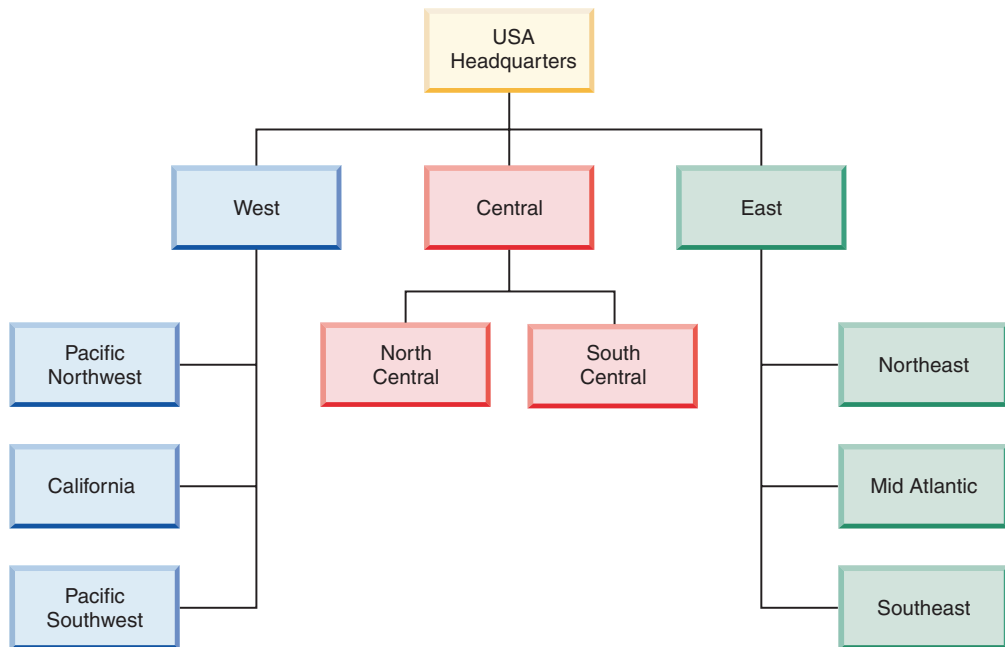 USA
Headquarters
West
Central
East
Pacific
Northwest
North
Central
South
Central
Northeast
California
Mid Atlantic
Pacific
Southwest
Southeast